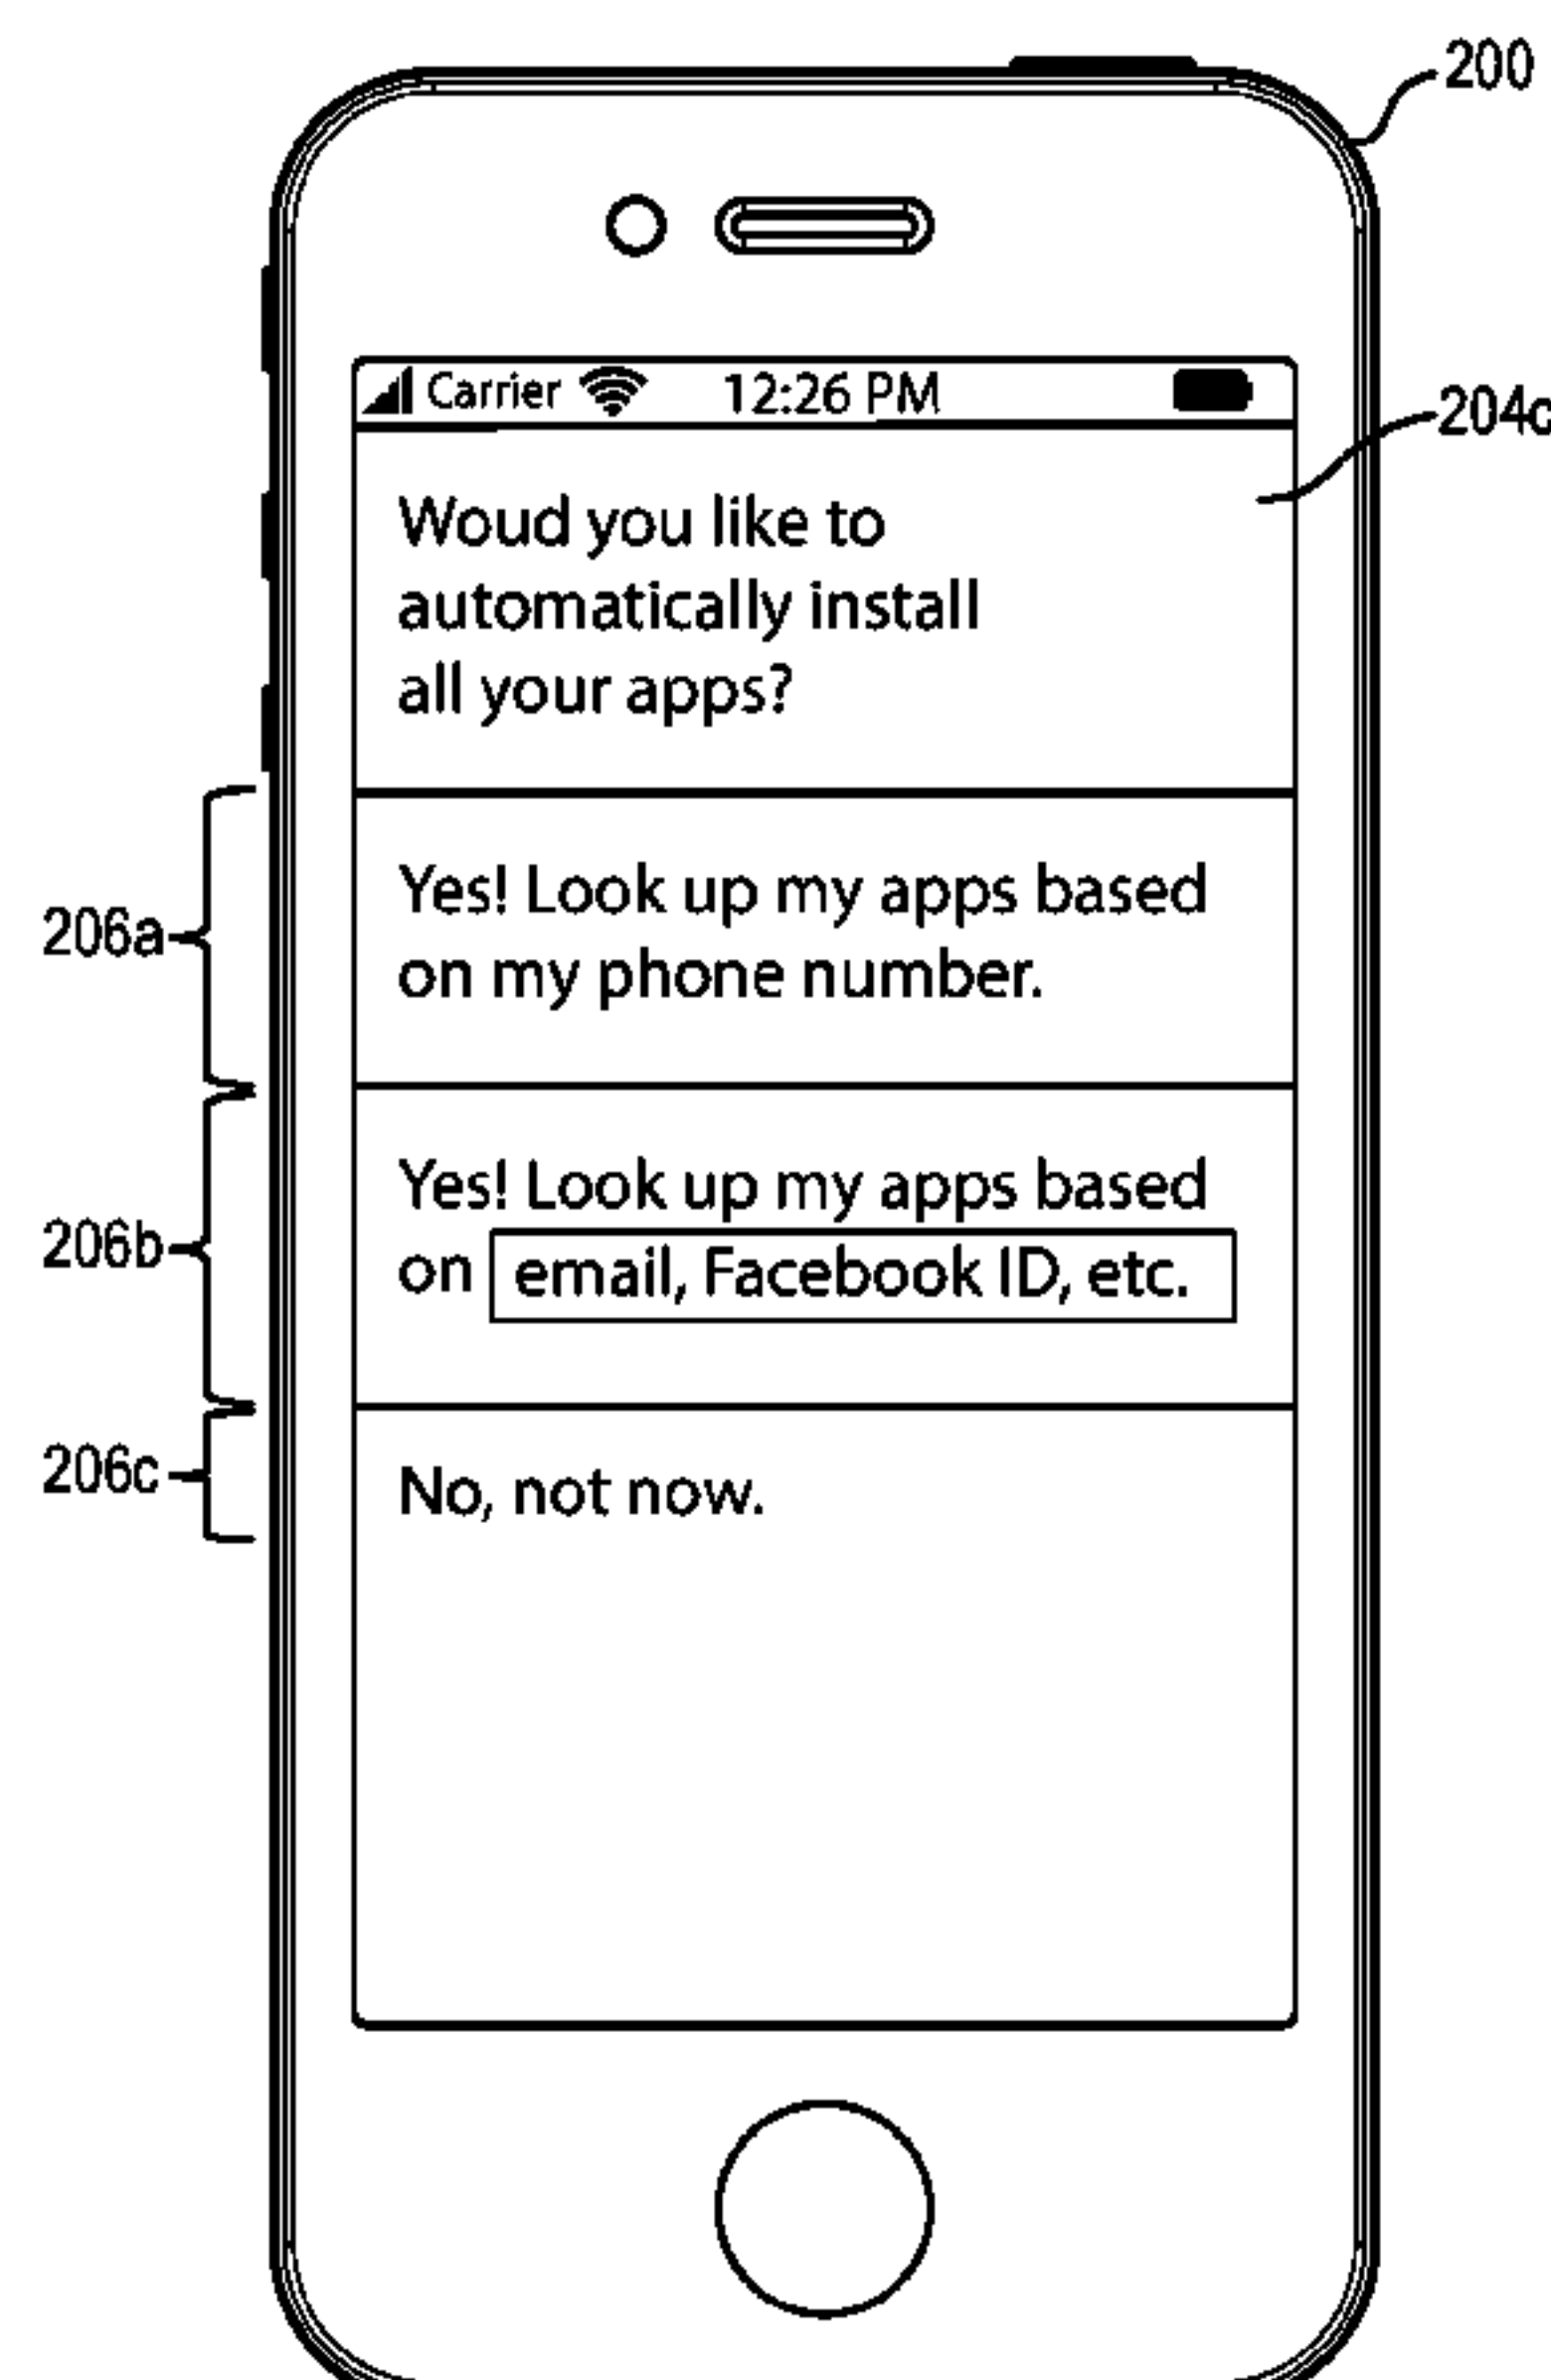 200
Carrier 12:26 PM
204c
Woud you like to
automatically install
all your apps?
206a
Yes! Look up my apps based
on my phone number.
206b
Yes! Look up my apps based
on email, Facebook ID, etc.
206c
No, not now.